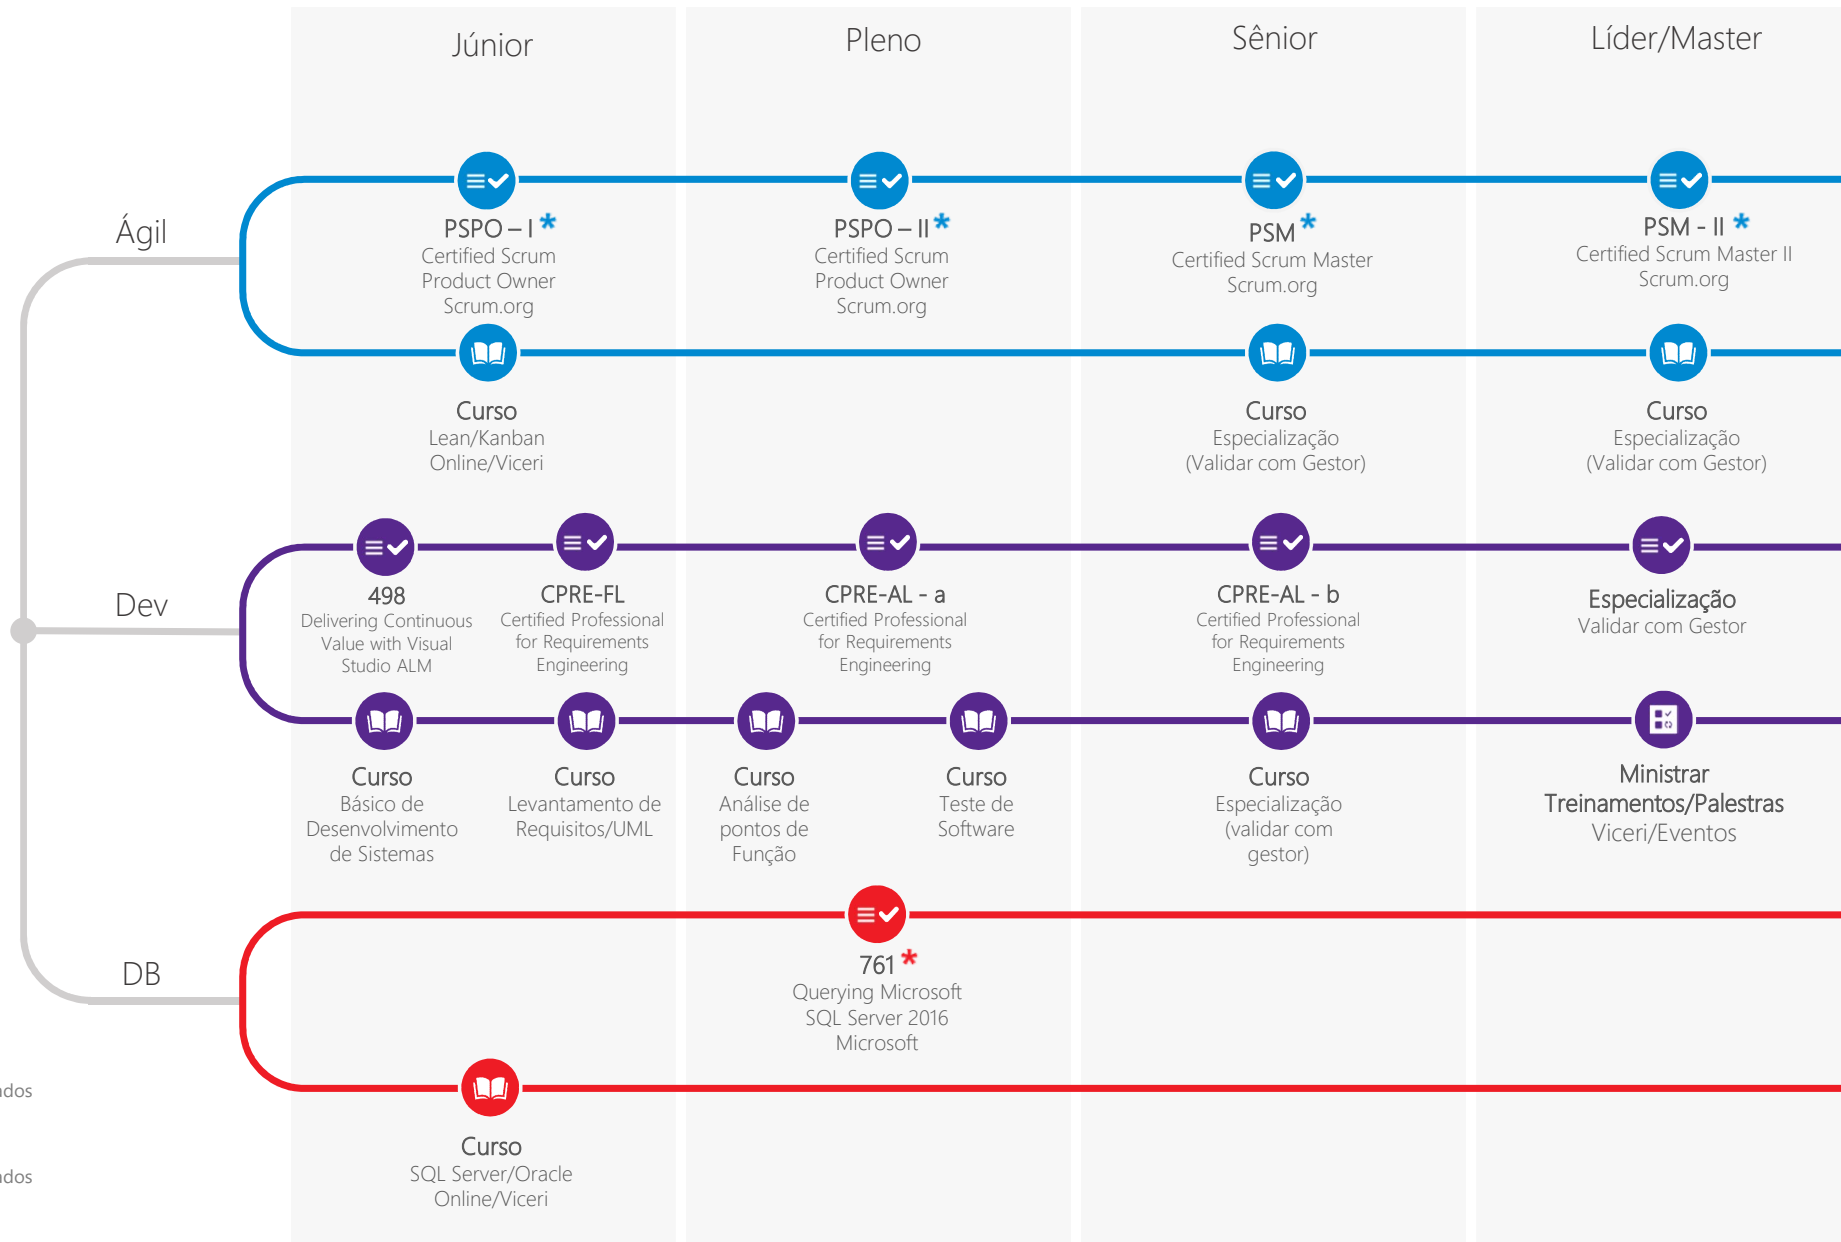 Júnior
Pleno
Sênior
Líder/Master
Ágil
PSPO – I *
Certified Scrum
Product Owner
Scrum.org
PSPO – II *
Certified Scrum
Product Owner
Scrum.org
PSM *
Certified Scrum Master
Scrum.org
PSM - II *
Certified Scrum Master II
Scrum.org
Curso
Lean/Kanban
Online/Viceri
Curso
Especialização
(Validar com Gestor)
Curso
Especialização
(Validar com Gestor)
Dev
498
Delivering Continuous
Value with Visual
Studio ALM
CPRE-FL
Certified Professional
for Requirements
Engineering
CPRE-AL - a
Certified Professional
for Requirements
Engineering
CPRE-AL - b
Certified Professional
for Requirements
Engineering
Especialização
Validar com Gestor
Curso
Básico de
Desenvolvimento
de Sistemas
Curso
Levantamento de
Requisitos/UML
Curso
Análise de
pontos de
Função
Curso
Teste de
Software
Curso
Especialização
(validar com
gestor)
Ministrar
Treinamentos/Palestras
Viceri/Eventos
DB
761 *
Querying Microsoft
SQL Server 2016
Microsoft
Curso
SQL Server/Oracle
Online/Viceri